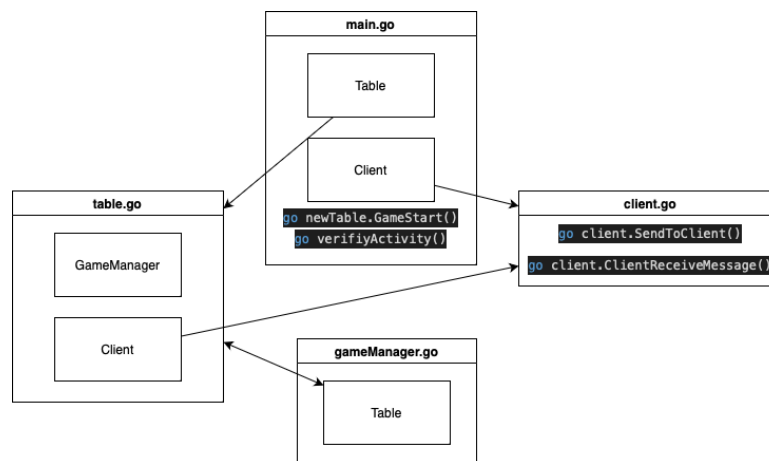 main.go
Table
Client
go newTable.GameStart()
go verifiyActivity()
table.go
GameManager
Client
client.go
go client.SendToClient()
go client.ClientReceiveMessage()
gameManager.go
Table